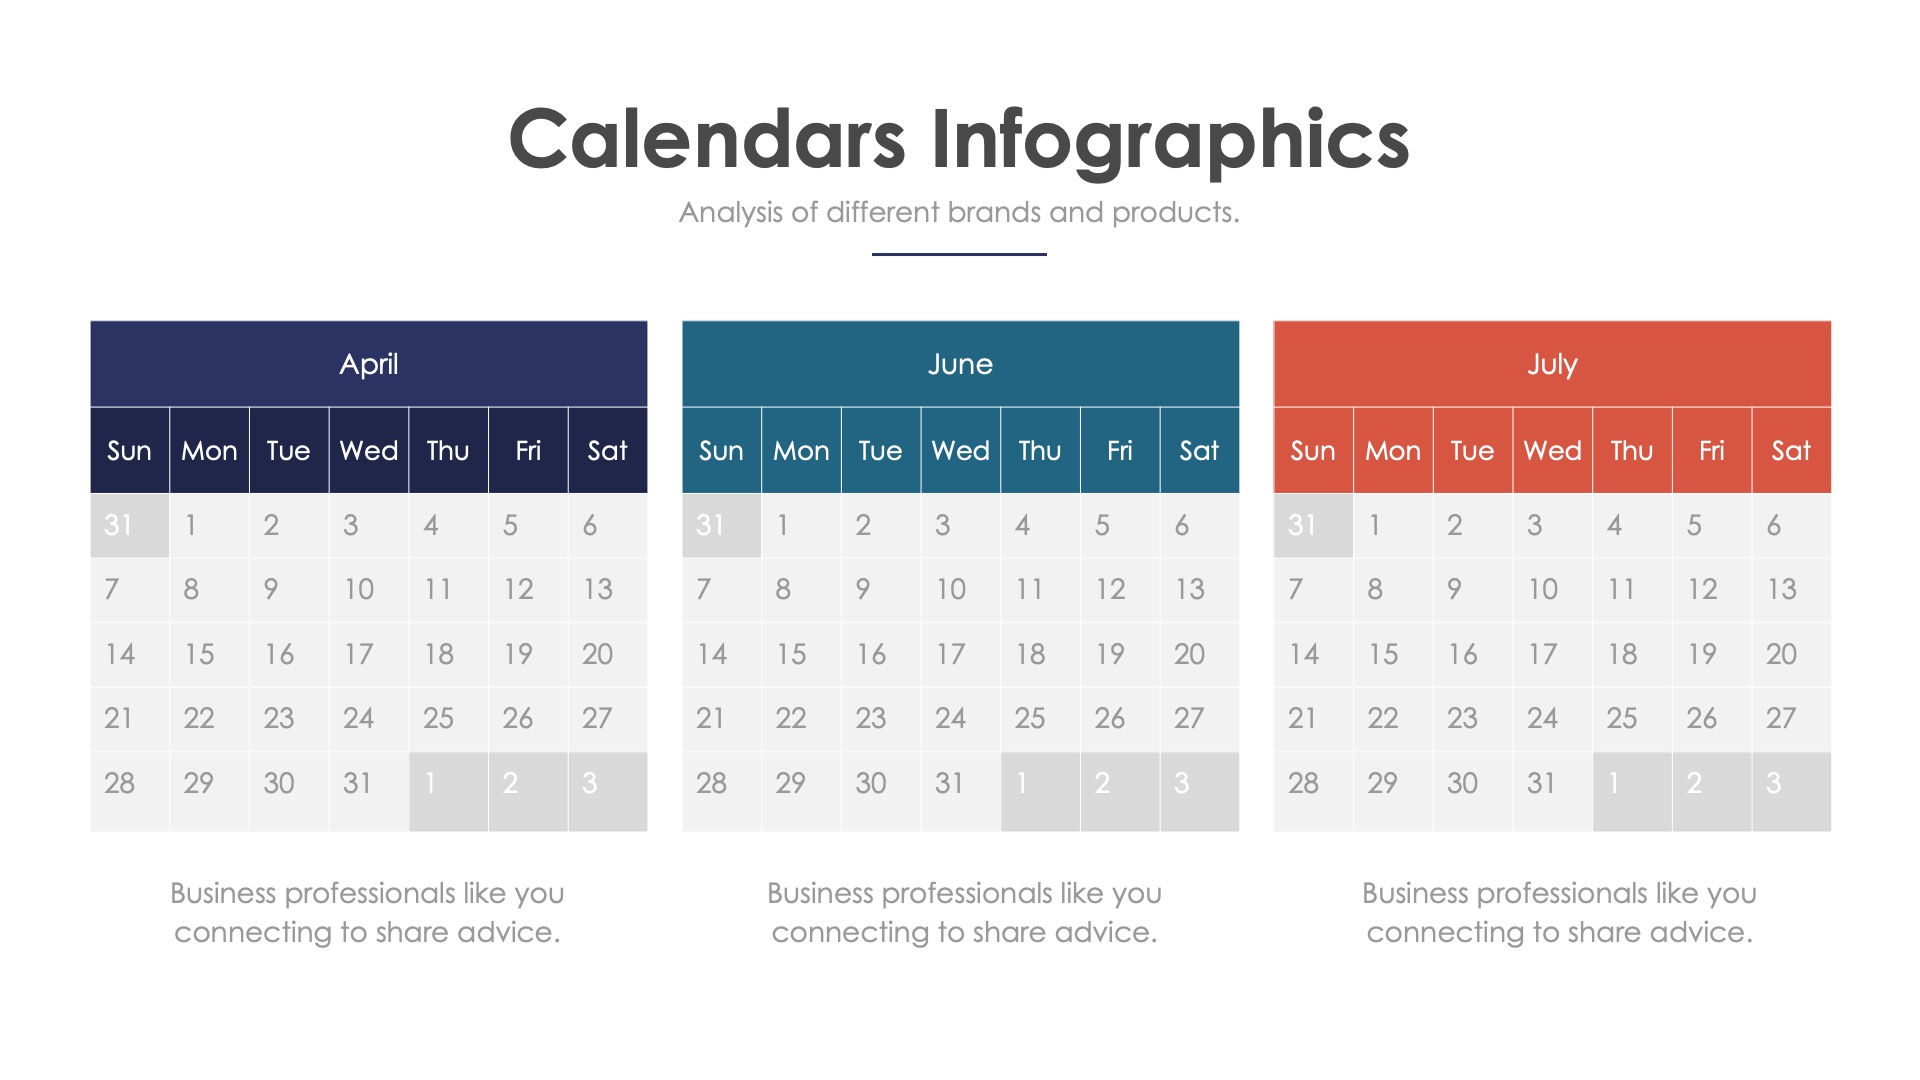 Calendars Infographics
Analysis of different brands and products.
April
Sun Mon Tue Wed Thu Fri Sat
31 1 2 3 4 5 6
7 8 9 10 11 12 13
14 15 16 17 18 19 20
21 22 23 24 25 26 27
28 29 30 31 1 2 3
Business professionals like you
connecting to share advice.
June
Sun Mon Tue Wed Thu Fri Sat
31 1 2 3 4 5 6
7 8 9 10 11 12 13
14 15 16 17 18 19 20
21 22 23 24 25 26 27
28 29 30 31 1 2 3
Business professionals like you
connecting to share advice.
July
Sun Mon Tue Wed Thu Fri Sat
31 1 2 3 4 5 6
7 8 9 10 11 12 13
14 15 16 17 18 19 20
21 22 23 24 25 26 27
28 29 30 31 1 2 3
Business professionals like you
connecting to share advice.